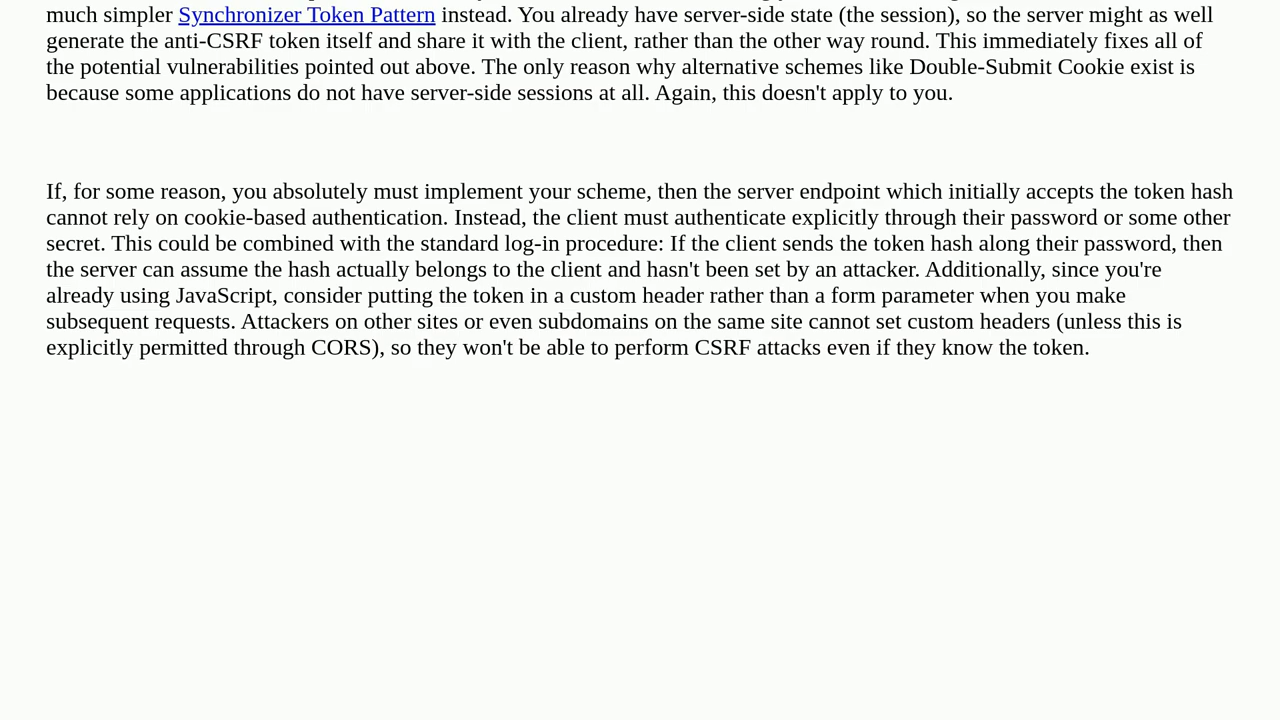 much simpler Synchronizer Token Pattern instead. You already have server-side state (the session), so the server might as well
generate the anti-CSRF token itself and share it with the client, rather than the other way round. This immediately fixes all of
the potential vulnerabilities pointed out above. The only reason why alternative schemes like Double-Submit Cookie exist is
because some applications do not have server-side sessions at all. Again, this doesn't apply to you.
If, for some reason, you absolutely must implement your scheme, then the server endpoint which initially accepts the token hash
cannot rely on cookie-based authentication. Instead, the client must authenticate explicitly through their password or some other
secret. This could be combined with the standard log-in procedure: If the client sends the token hash along their password, then
the server can assume the hash actually belongs to the client and hasn't been set by an attacker. Additionally, since you're
already using JavaScript, consider putting the token in a custom header rather than a form parameter when you make
subsequent requests. Attackers on other sites or even subdomains on the same site cannot set custom headers (unless this is
explicitly permitted through CORS), so they won't be able to perform CSRF attacks even if they know the token.